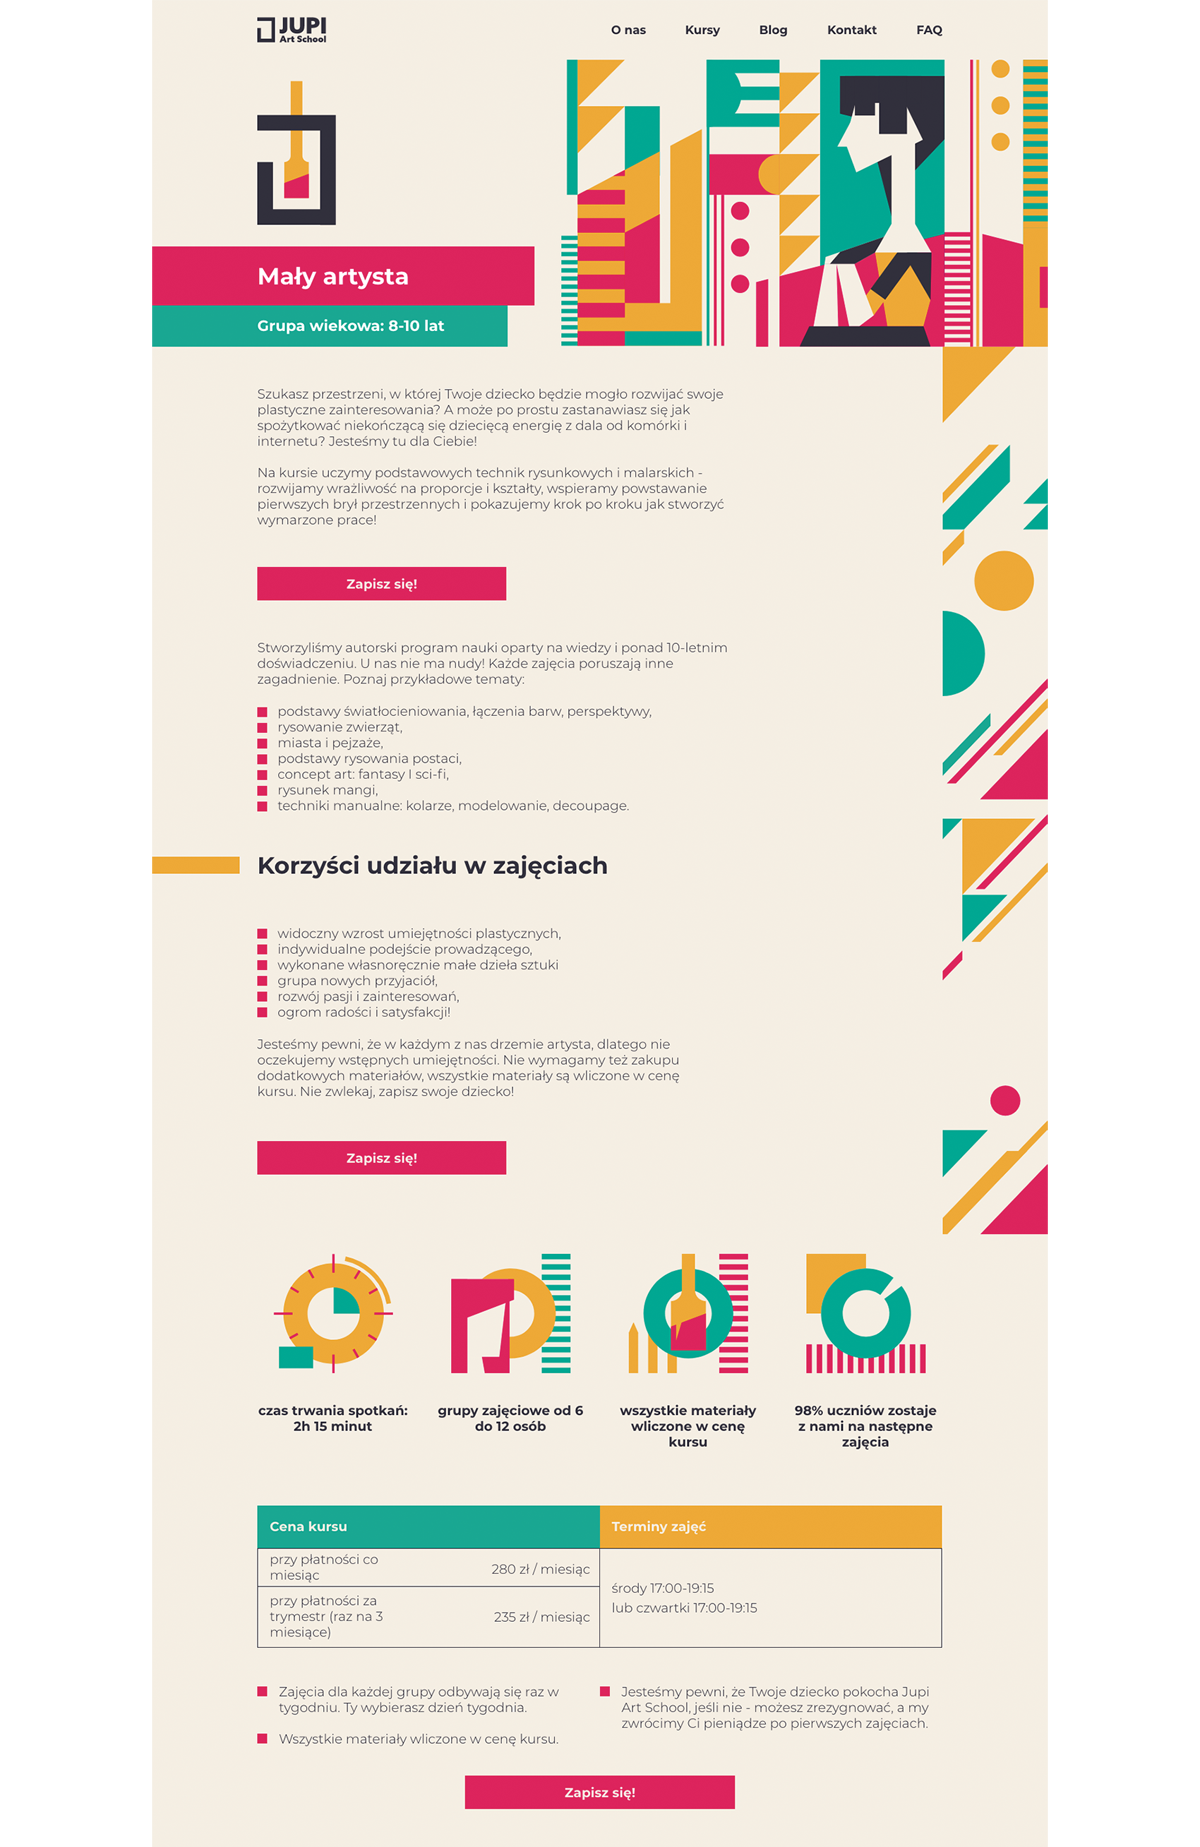 JUPI
Art School
O nas
Kursy
Blog
Kontakt
FAQ
Mały artysta
Grupa wiekowa: 8-10 lat
Szukasz przestrzeni, w której Twoje dziecko będzie mogło rozwijać swoje
plastyczne zainteresowania? A może po prostu zastanawiasz się jak
spożytkować niekończącą się dziecięcą energię z dala od komórki i
internetu? Jesteśmy tu dla Ciebie!
Na kursie uczymy podstawowych technik rysunkowych i malarskich -
rozwijamy wrażliwość na proporcje i kształty, wspieramy powstawanie
pierwszych brył przestrzennych i pokazujemy krok po kroku jak stworzyć
wymarzone prace!
Zapisz się!
Stworzyliśmy autorski program nauki oparty na wiedzy i ponad 10-letnim
doświadczeniu. U nas nie ma nudy! Każde zajęcia poruszają inne
zagadnienie. Poznaj przykładowe tematy:
podstawy światłocieniowania, łączenia barw, perspektywy,
rysowanie zwierząt,
miasta i pejzaże,
podstawy rysowania postaci,
concept art: fantasy I sci-fi,
rysunek mangi,
techniki manualne: kolarze, modelowanie, decoupage.
Korzyści udziału w zajęciach
widoczny wzrost umiejętności plastycznych,
indywidualne podejście prowadzącego,
wykonane własnoręcznie małe dzieła sztuki
grupa nowych przyjaciół,
rozwój pasji i zainteresowań,
ogrom radości i satysfakcji!
Jesteśmy pewni, że w każdym z nas drzemie artysta, dlatego nie
oczekujemy wstępnych umiejętności. Nie wymagamy też zakupu
dodatkowych materiałów, wszystkie materiały są wliczone w cenę
kursu. Nie zwlekaj, zapisz swoje dziecko!
Zapisz się!
czas trwania spotkań:
2h 15 minut
grupy zajęciowe od 6
do 12 osób
wszystkie materiały
wliczone w cenę
kursu
98% uczniów zostaje
z nami na następne
zajęcia
Cena kursu
Terminy zajęć
przy płatności co
miesiąc
280 zł / miesiąc
przy płatności za
trymestr (raz na 3
miesiące)
235 zł / miesiąc
środy 17:00-19:15
lub czwartki 17:00-19:15
Zajęcia dla każdej grupy odbywają się raz w
tygodniu. Ty wybierasz dzień tygodnia.
Wszystkie materiały wliczone w cenę kursu.
Jesteśmy pewni, że Twoje dziecko pokocha Jupi
Art School, jeśli nie - możesz zrezygnować, a my
zwrócimy Ci pieniądze po pierwszych zajęciach.
Zapisz się!